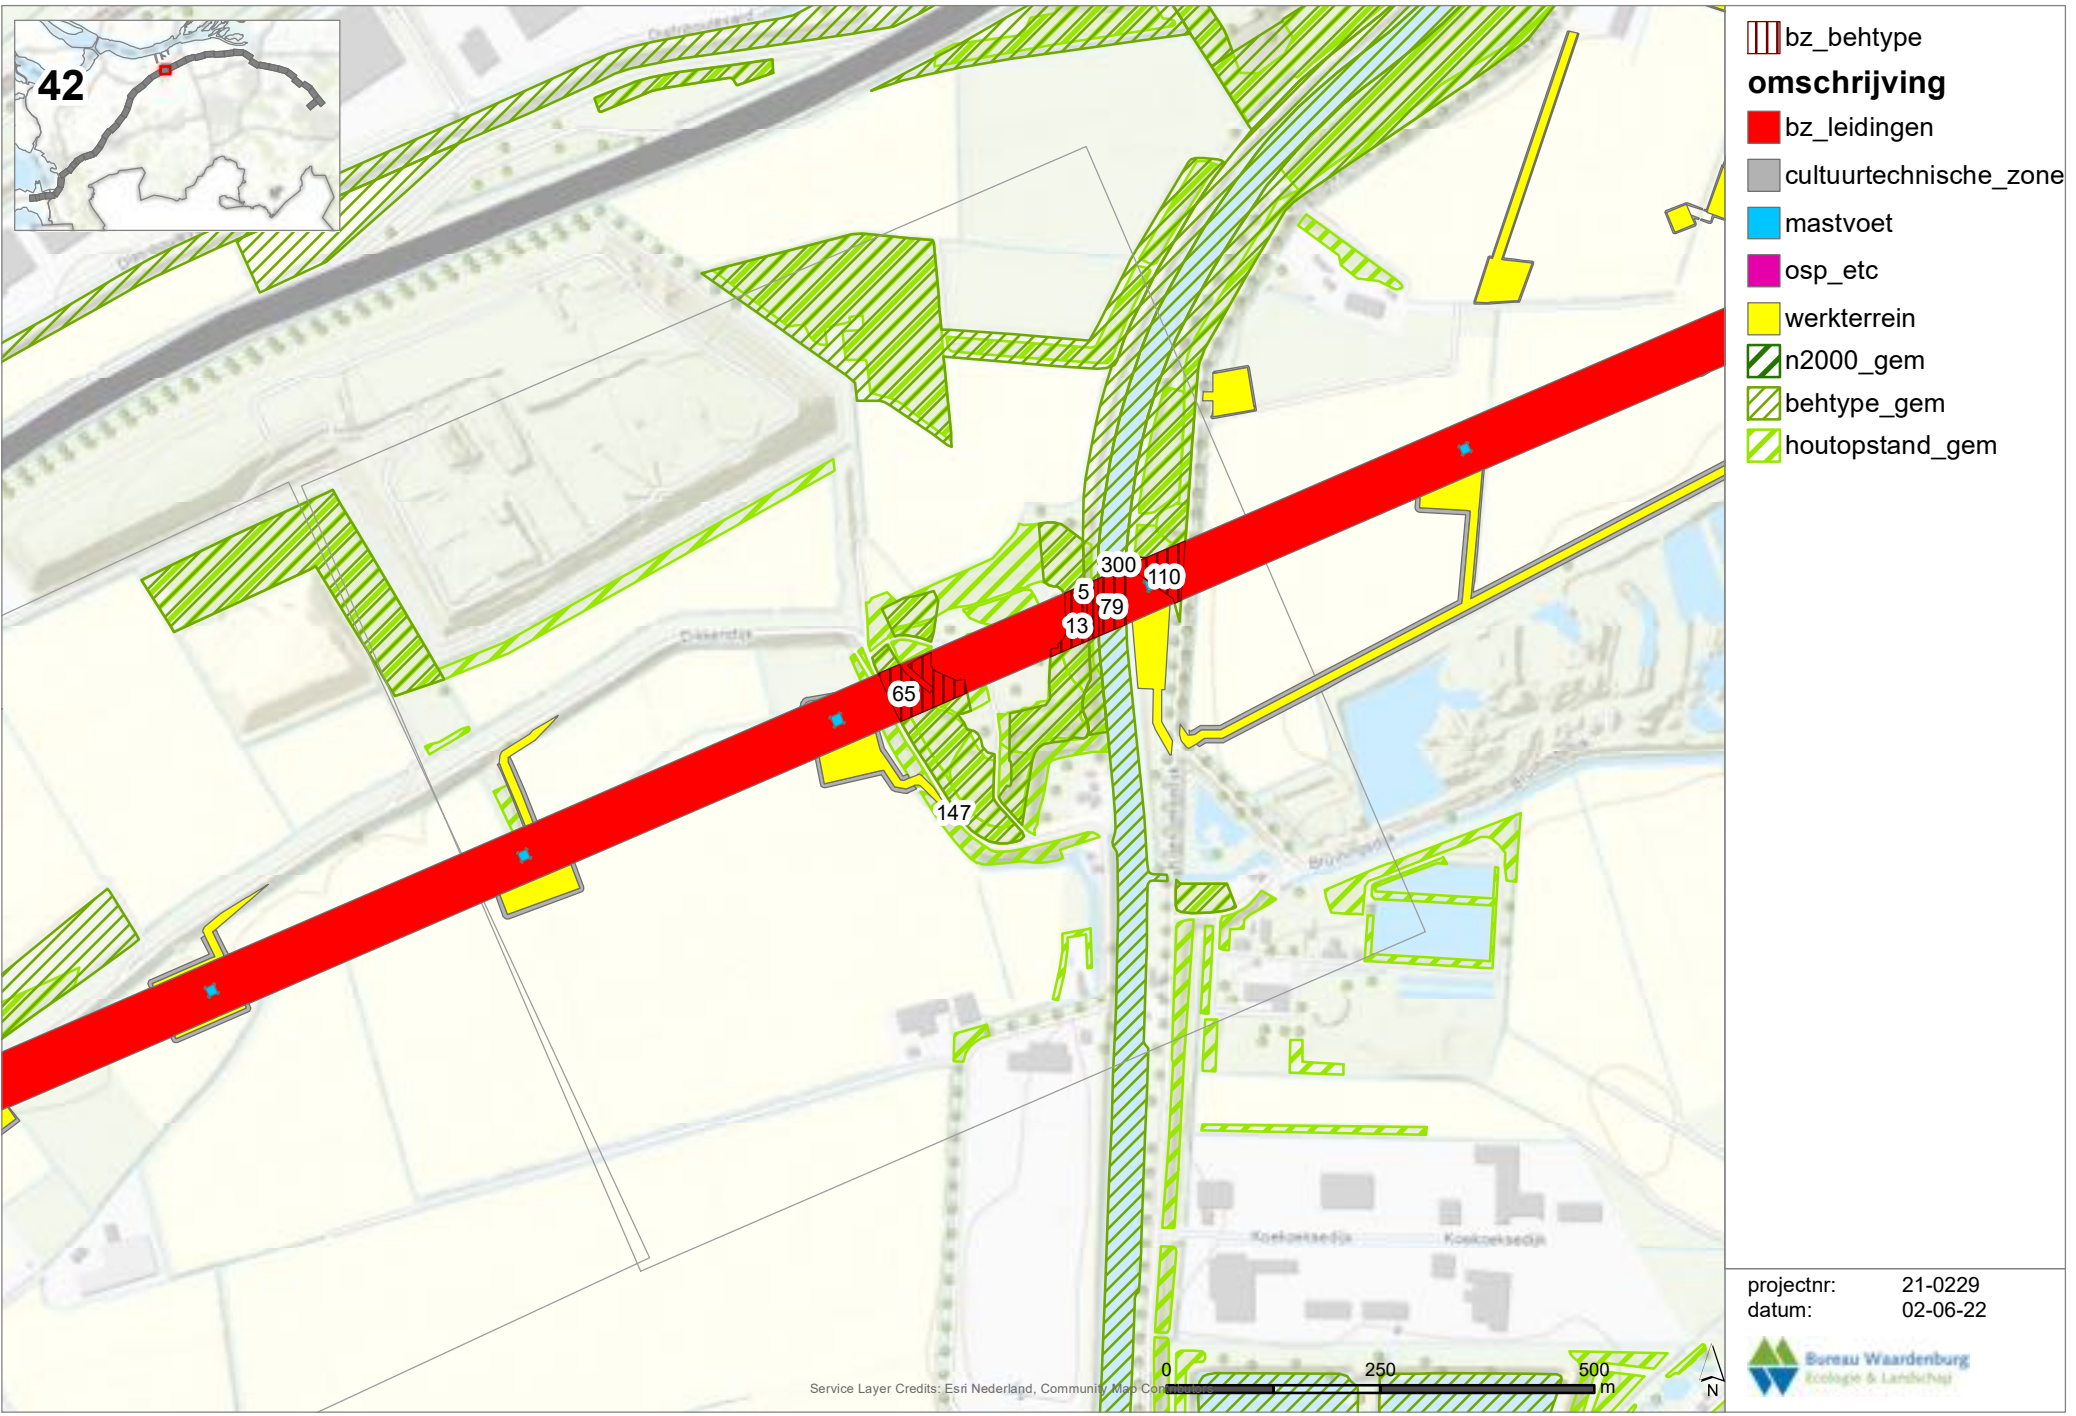 42
bz_behtype
omschrijving
bz_leidingen
cultuurtechnische_zone
mastvoet
osp_etc
werkterrein
n2000_gem
behtype_gem
houtopstand_gem
300
110
5
79
13
65
147
Koekoeksedijk
Koekoeksedijk
0 250 500
m
N
Service Layer Credits: Esri Nederland, Community Map Contributors
projectnr: 21-0229
datum: 02-06-22
Bureau Waardenburg
Ecologie & Landschap